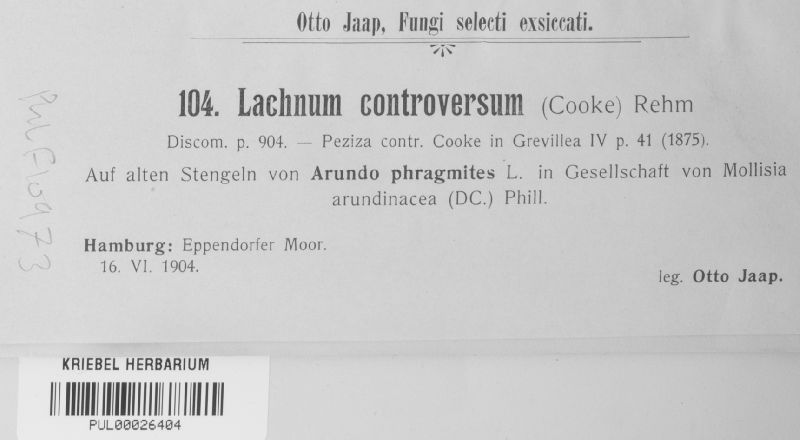 Otto Jaap, Fungi selecti exsiccati.
104. Lachnum controversum (Cooke) Rehm
Discom. p. 904. — Peziza contr. Cooke in Grevillea IV p. 41 (1875).
Auf alten Stengeln von Arundo phragmites L. in Gesellschaft von Mollisia
arundinacea (DC.) Phill.
Hamburg: Eppendorfer Moor.
16. VI. 1904.
leg. Otto Jaap.
KRIEBEL HERBARIUM
PUL00026404